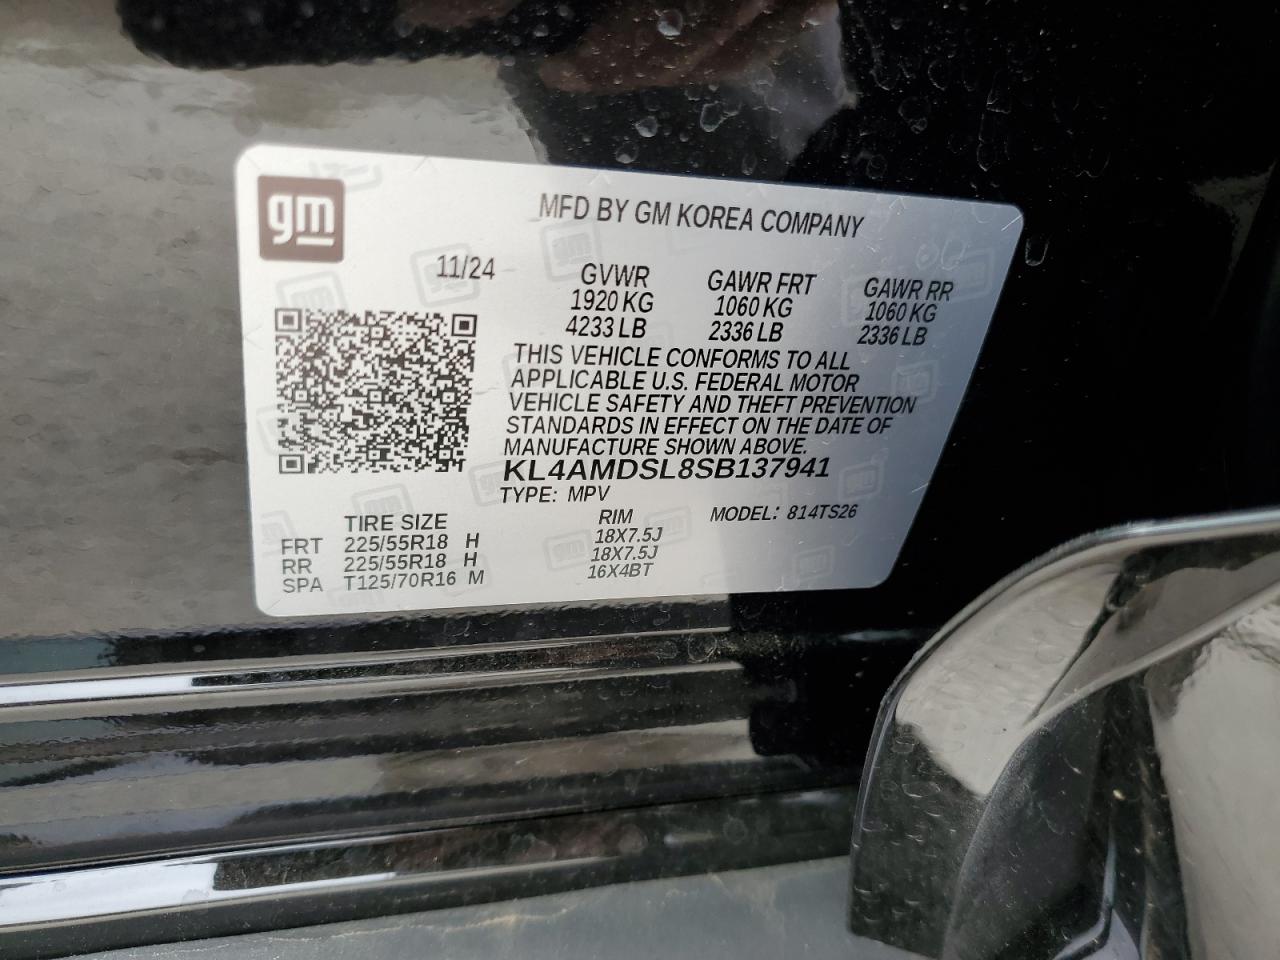 gm
MFD BY GM KOREA COMPANY
11/24
GVWR GAWR FRT GAWR RR
1920 KG 1060 KG 1060 KG
4233 LB 2336 LB 2336 LB
THIS VEHICLE CONFORMS TO ALL
APPLICABLE U.S. FEDERAL MOTOR
VEHICLE SAFETY AND THEFT PREVENTION
STANDARDS IN EFFECT ON THE DATE OF
MANUFACTURE SHOWN ABOVE.
KL4AMDSL8SB137941
TYPE: MPV
MODEL: 814TS26
TIRE SIZE RIM
FRT 225/55R18 H 18X7.5J
RR 225/55R18 H 18X7.5J
SPA T125/70R16 M 16X4BT